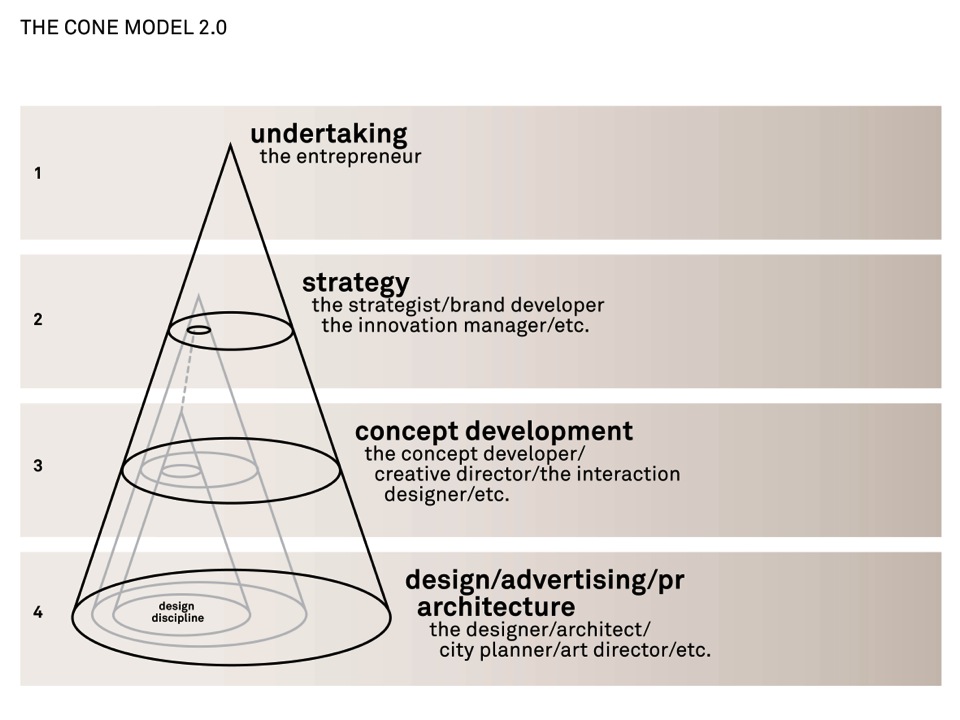 THE CONE MODEL 2.0
1
undertaking
the entrepreneur
2
strategy
the strategist/brand developer
the innovation manager/etc.
3
concept development
the concept developer/
creative director/the interaction
designer/etc.
4
design/advertising/pr
architecture
the designer/architect/
city planner/art director/etc.
design
discipline